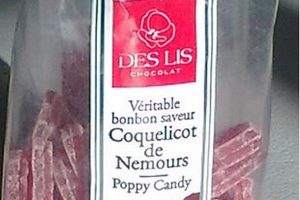 DES LIS
CHOCOLAT
Véritable
bonbon saveur
Coquelicot
de
Nemours
Poppy Candy